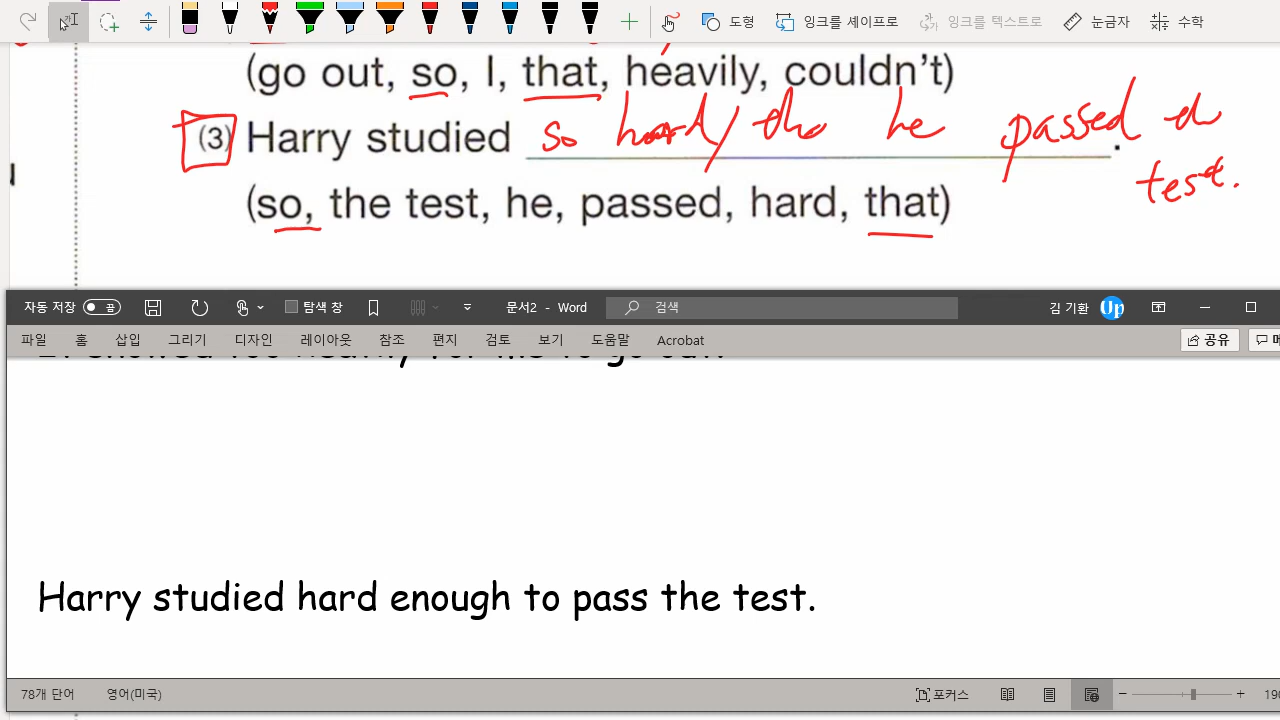 도형 잉크를 셰이프로 잉크를 텍스트로 눈금자 수학
(go out, so, I, that, heavily, couldn't)
(3) Harry studied so hard he passed
test.
(so, the test, he, passed, hard, that)
자동 저장 끔 탐색 창 문서2 - Word 검색 김 기환 Up
파일 홈 삽입 그리기 디자인 레이아웃 참조 편지 검토 보기 도움말 Acrobat 공유
Harry studied hard enough to pass the test.
78개 단어 영어(미국) 포커스